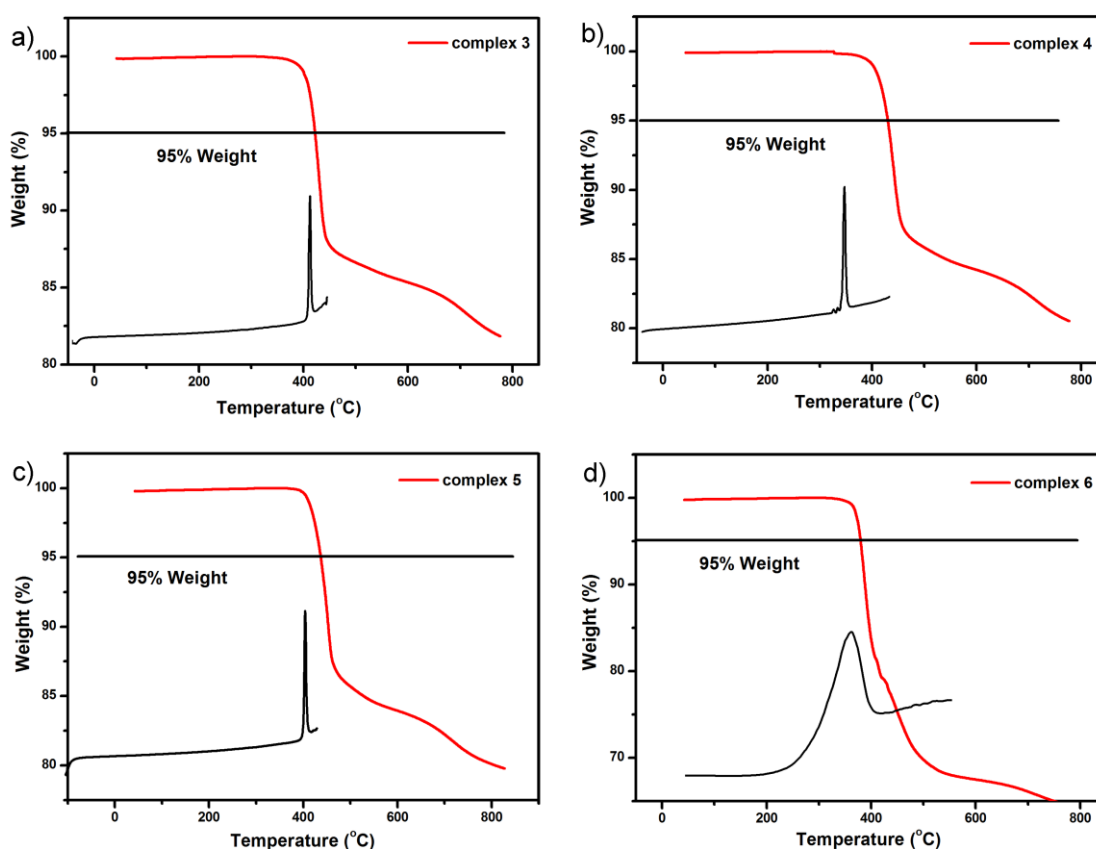 a)
complex 3
100
95
90
85
80
95% Weight
Weight (%)
0 200 400 600 800
Temperature (°C)
b)
complex 4
100
95
90
85
80
95% Weight
Weight (%)
0 200 400 600 800
Temperature (°C)
c)
complex 5
100
95
90
85
80
95% Weight
Weight (%)
0 200 400 600 800
Temperature (°C)
d)
complex 6
100
90
80
70
95% Weight
Weight (%)
0 200 400 600 800 1000
Temperature (°C)